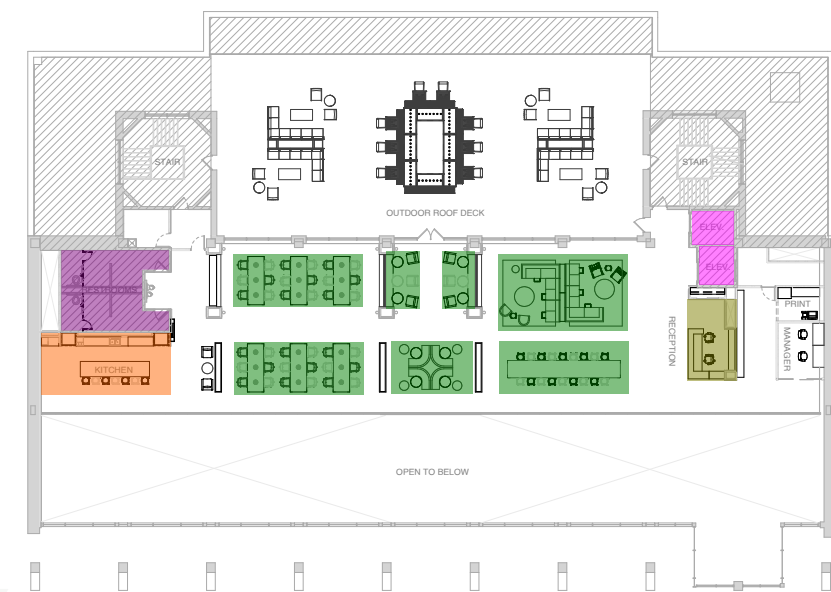 STAIR
STAIR
OUTDOOR ROOF DECK
ELEV.
ELEV.
RESTROOMS
PRINT
RECEPTION
MANAGER
KITCHEN
OPEN TO BELOW